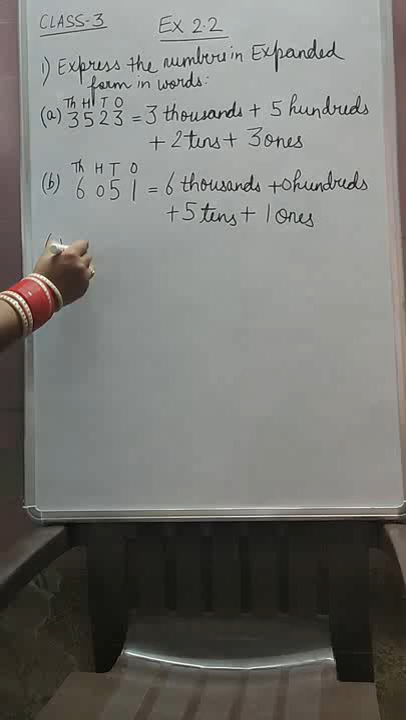 CLASS-3
Ex 2.2
1) Express the numbers in Expanded
form in words:
Th H T O
(a) 3 5 2 3 = 3 thousands + 5 hundreds
+ 2 tens + 3 ones
Th H T O
(b) 6 0 5 1 = 6 thousands + 0 hundreds
+ 5 tens + 1 ones
(